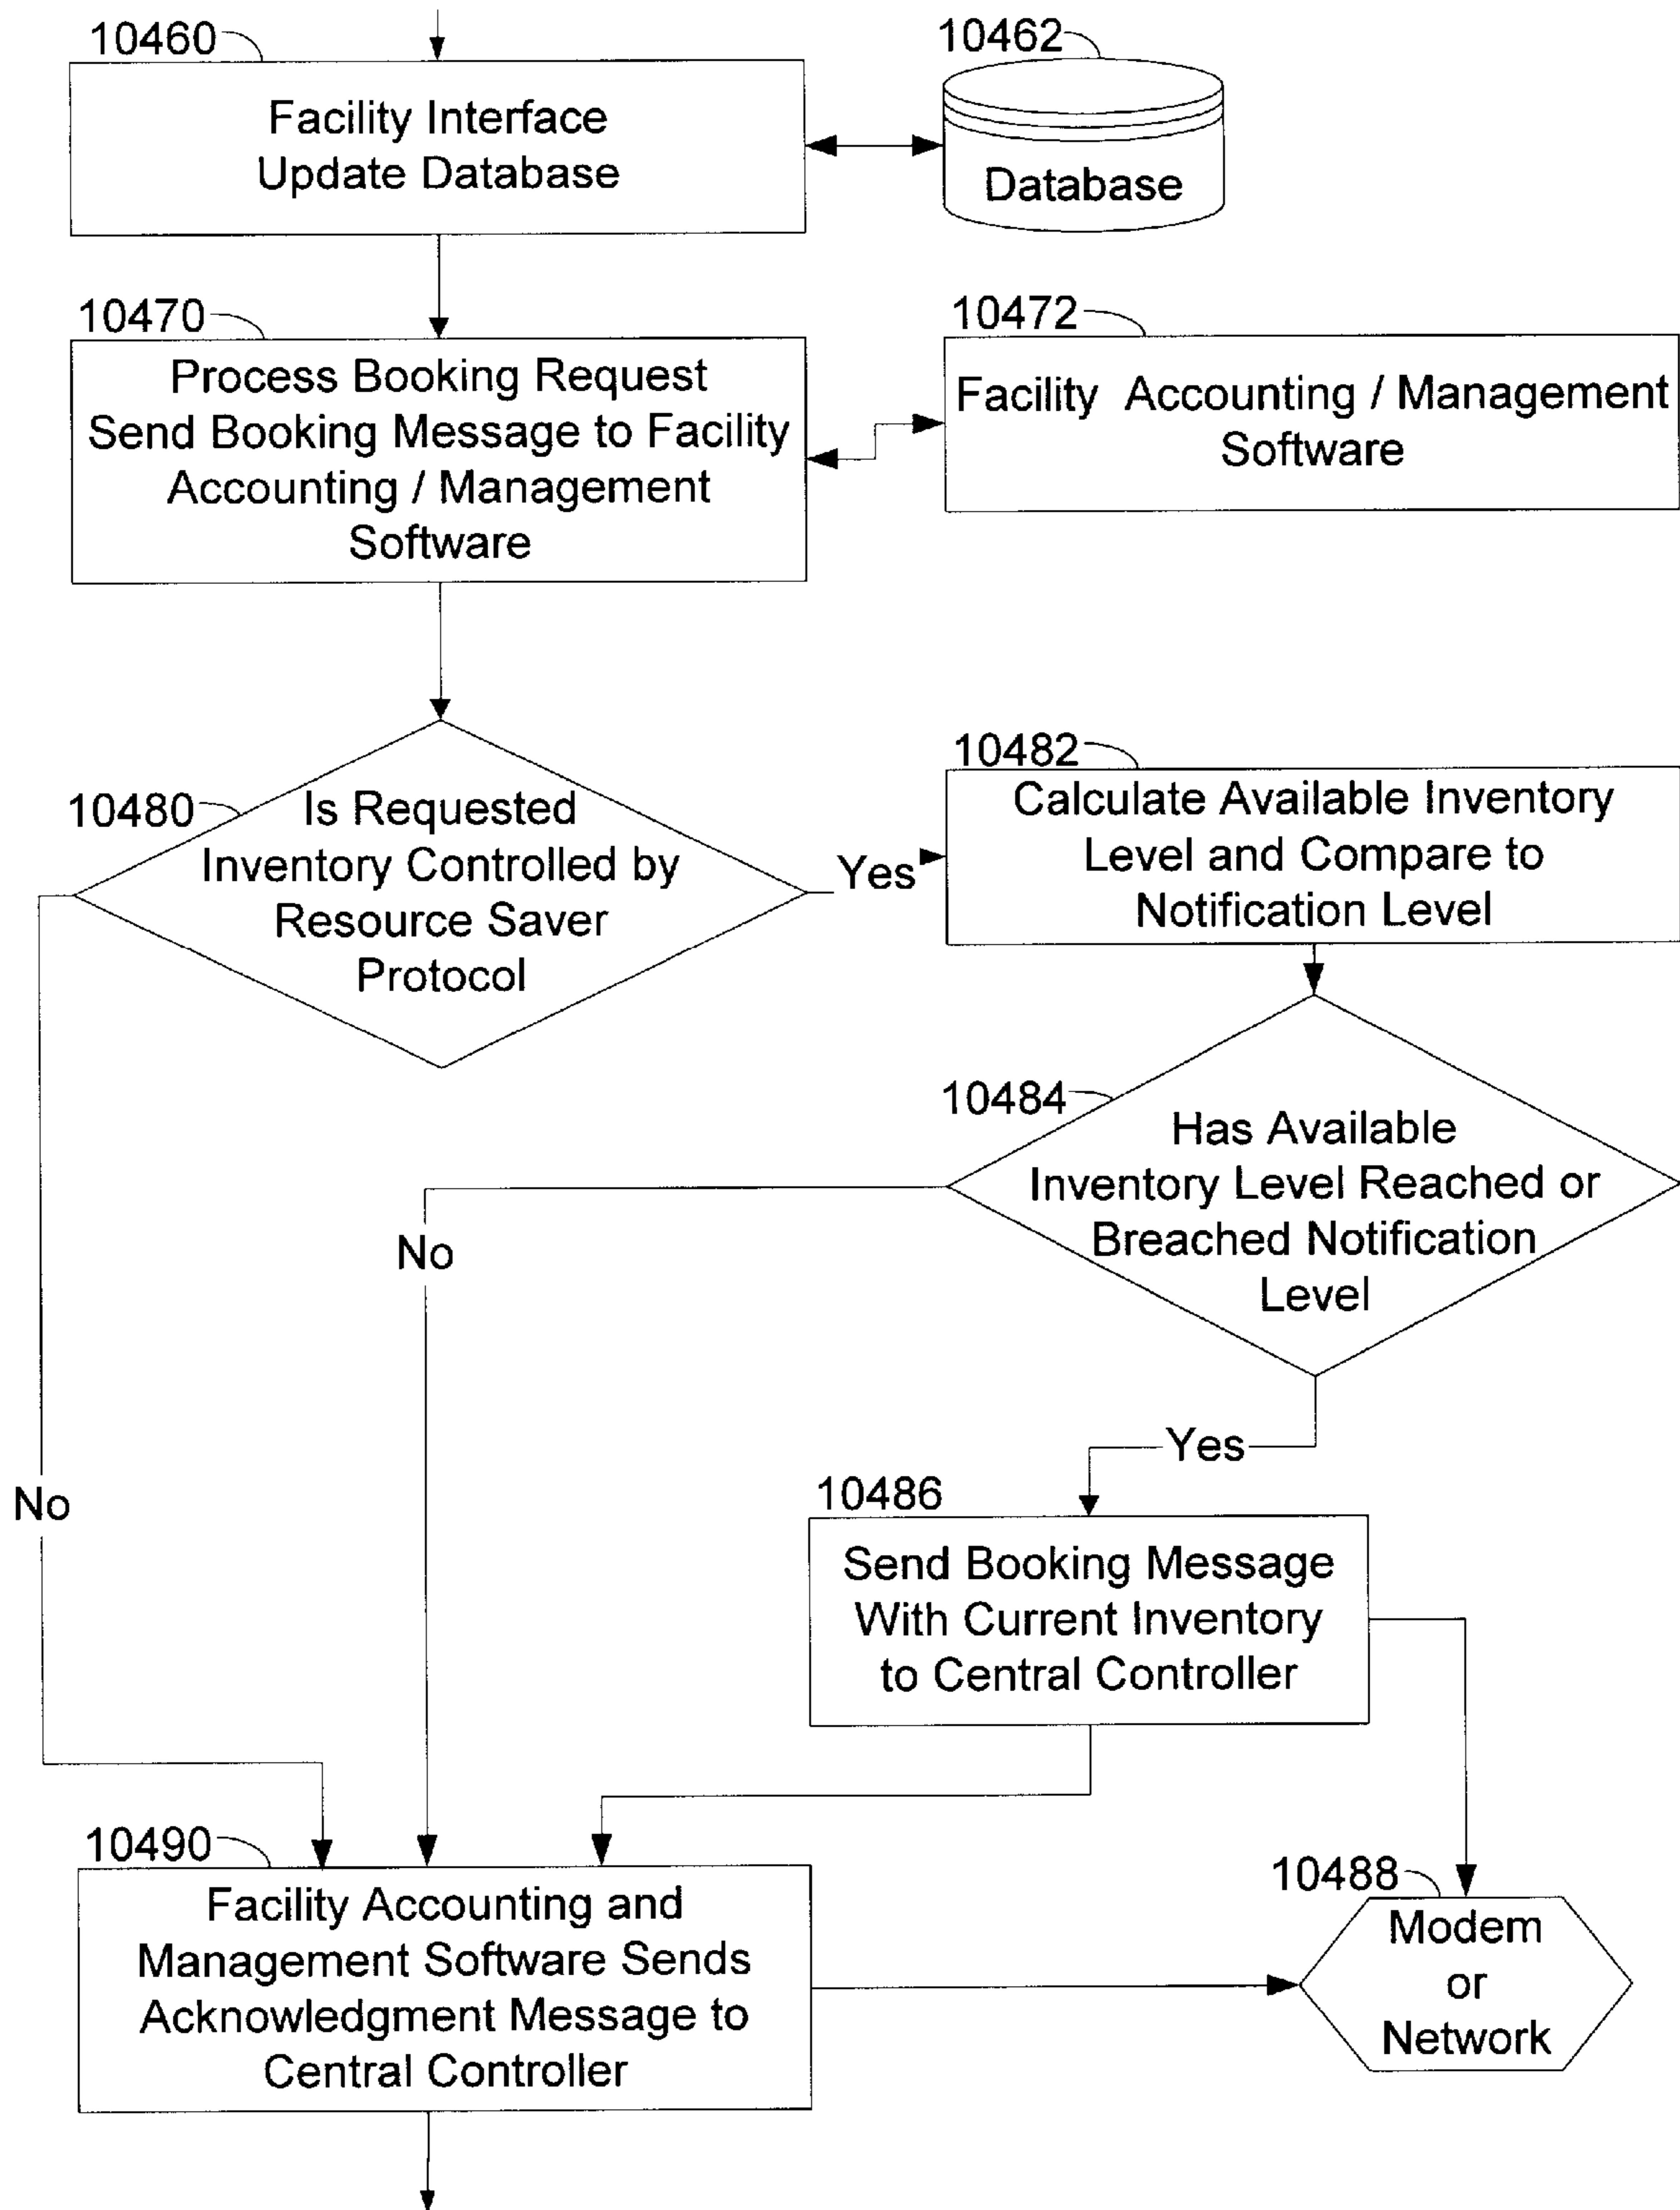 10460
Facility Interface
Update Database
10462
Database
10470
Process Booking Request
Send Booking Message to Facility
Accounting / Management
Software
10472
Facility Accounting / Management
Software
10480
Is Requested
Inventory Controlled by
Resource Saver
Protocol
Yes
10482
Calculate Available Inventory
Level and Compare to
Notification Level
10484
Has Available
Inventory Level Reached or
Breached Notification
Level
No
Yes
No
10486
Send Booking Message
With Current Inventory
to Central Controller
10490
Facility Accounting and
Management Software Sends
Acknowledgment Message to
Central Controller
10488
Modem
or
Network